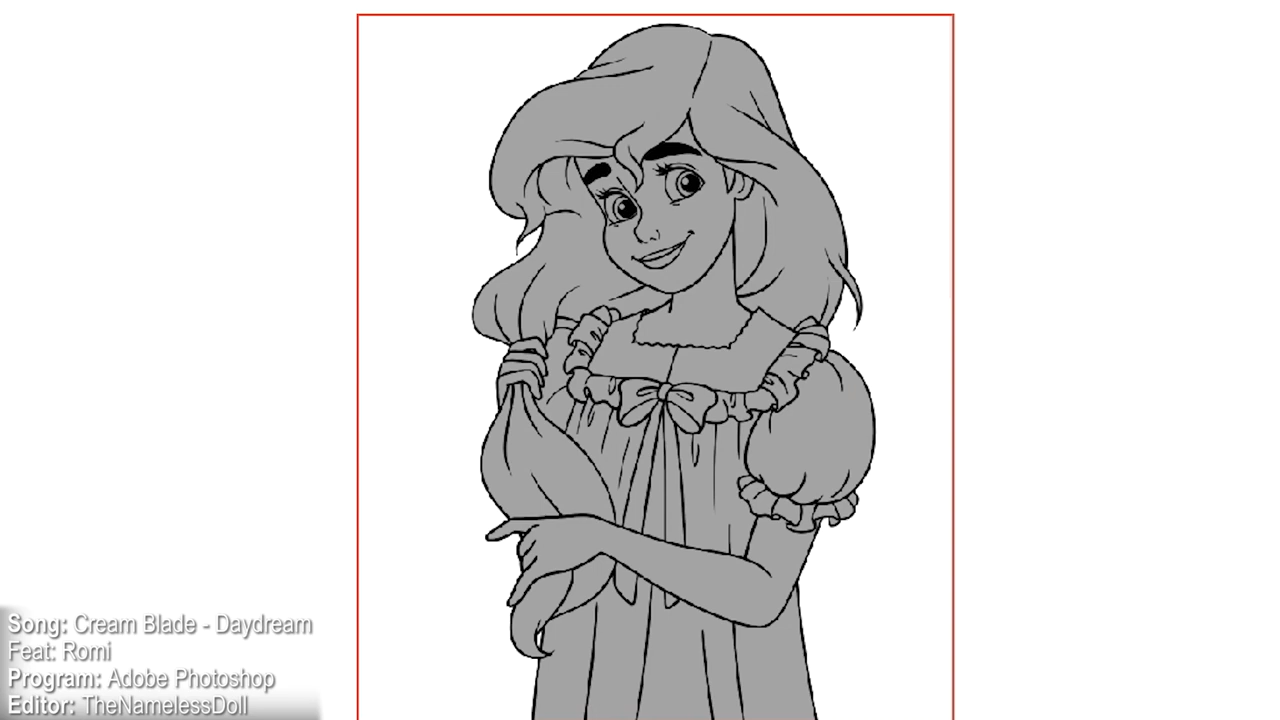 Song: Cream Blade - Daydream
Feat: Romi
Program: Adobe Photoshop
Editor: TheNamelessDoll